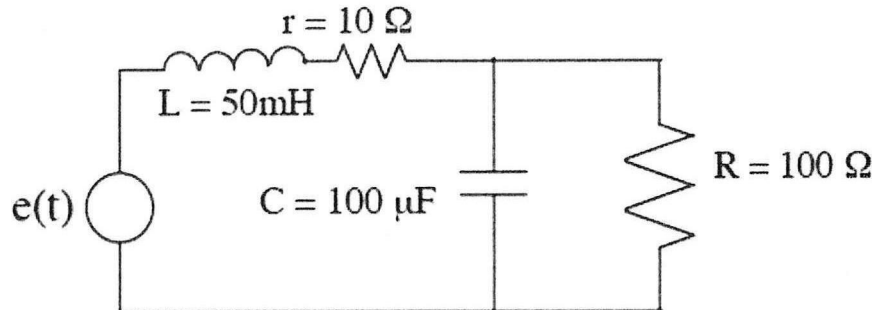 r = 10 Ω
L = 50mH
e(t)
C = 100 μF
R = 100 Ω